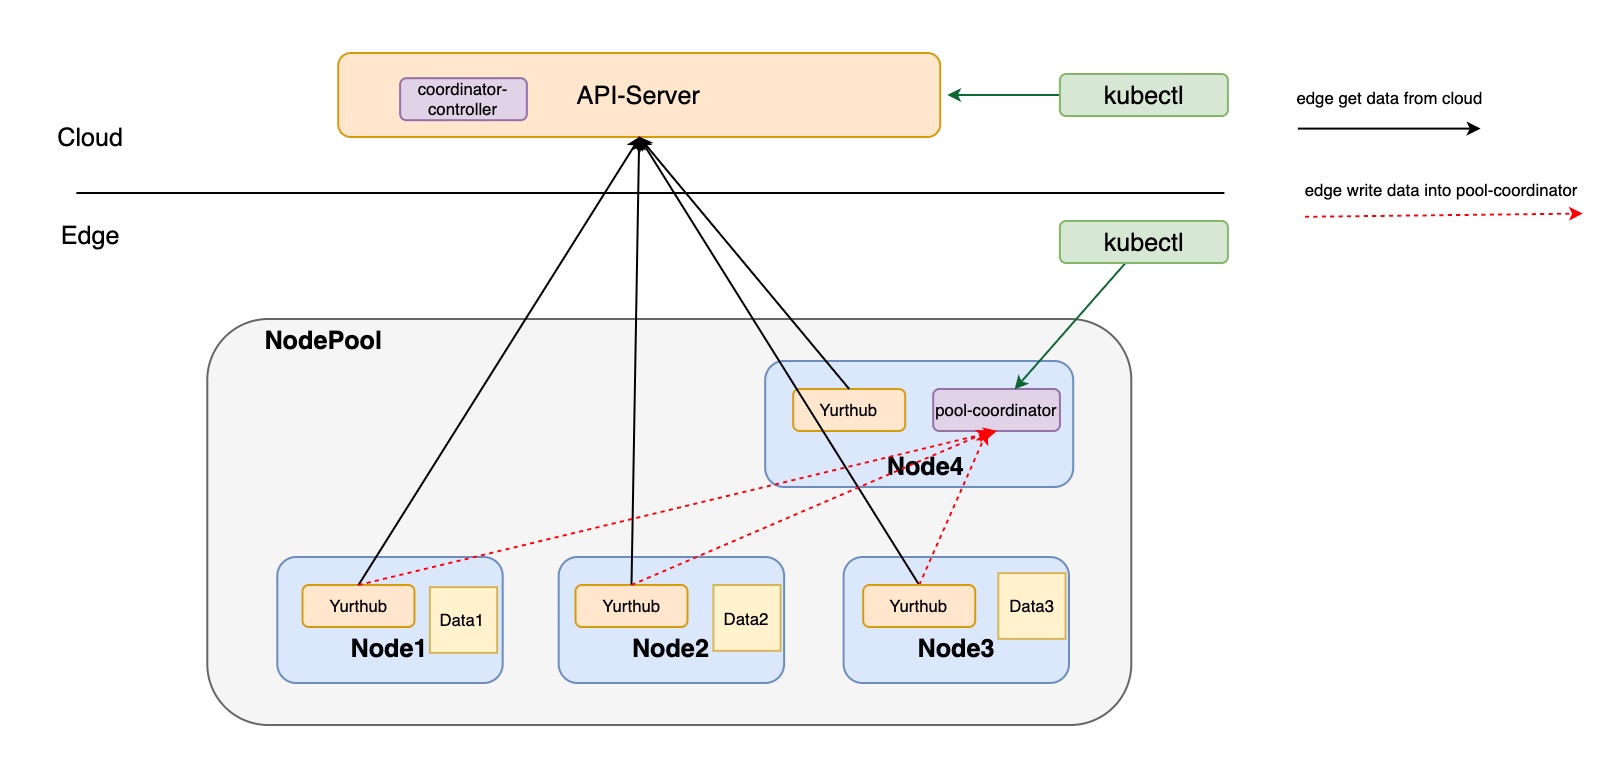 coordinator-
controller
API-Server
kubectl
edge get data from cloud
Cloud
edge write data into pool-coordinator
Edge
kubectl
NodePool
Yurthub
pool-coordinator
Node4
Yurthub
Data1
Node1
Yurthub
Data2
Node2
Yurthub
Data3
Node3